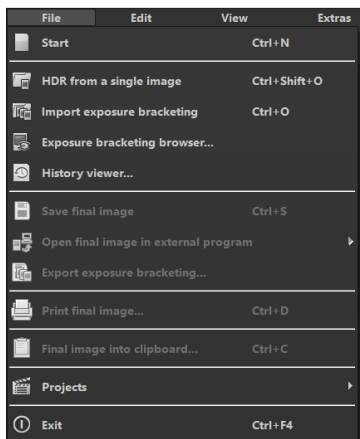 File Edit View Extras
Start Ctrl+N
HDR from a single image Ctrl+Shift+O
Import exposure bracketing Ctrl+O
Exposure bracketing browser...
History viewer...
Save final image Ctrl+S
Open final image in external program
Export exposure bracketing...
Print final image... Ctrl+D
Final image into clipboard... Ctrl+C
Projects
Exit Ctrl+F4